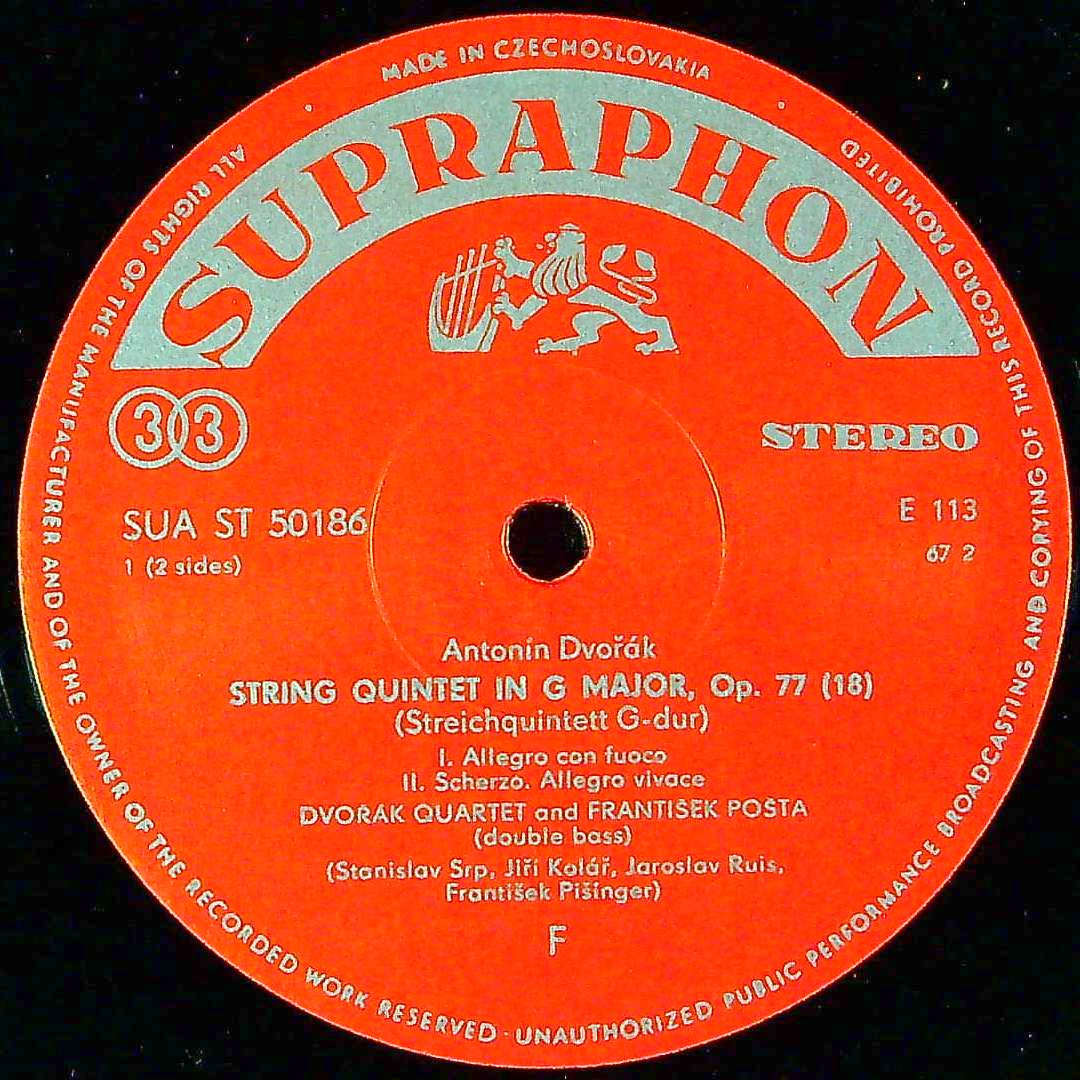 MADE IN CZECHOSLOVAKIA
SUPRAPHON
33
STEREO
SUA ST 50186
E 113
1 (2 sides)
67 2
Antonín Dvořák
STRING QUINTET IN G MAJOR, Op. 77 (18)
(Streichquintett G-dur)
I. Allegro con fuoco
II. Scherzo. Allegro vivace
DVOŘÁK QUARTET and FRANTIŠEK POŠTA
(double bass)
(Stanislav Srp, Jiří Kolář, Jaroslav Ruis,
František Pišinger)
F
ALL RIGHTS OF THE MANUFACTURER AND OF THE OWNER OF THE RECORDED WORK RESERVED · UNAUTHORIZED PUBLIC PERFORMANCE BROADCASTING AND COPYING OF THIS RECORD PROHIBITED